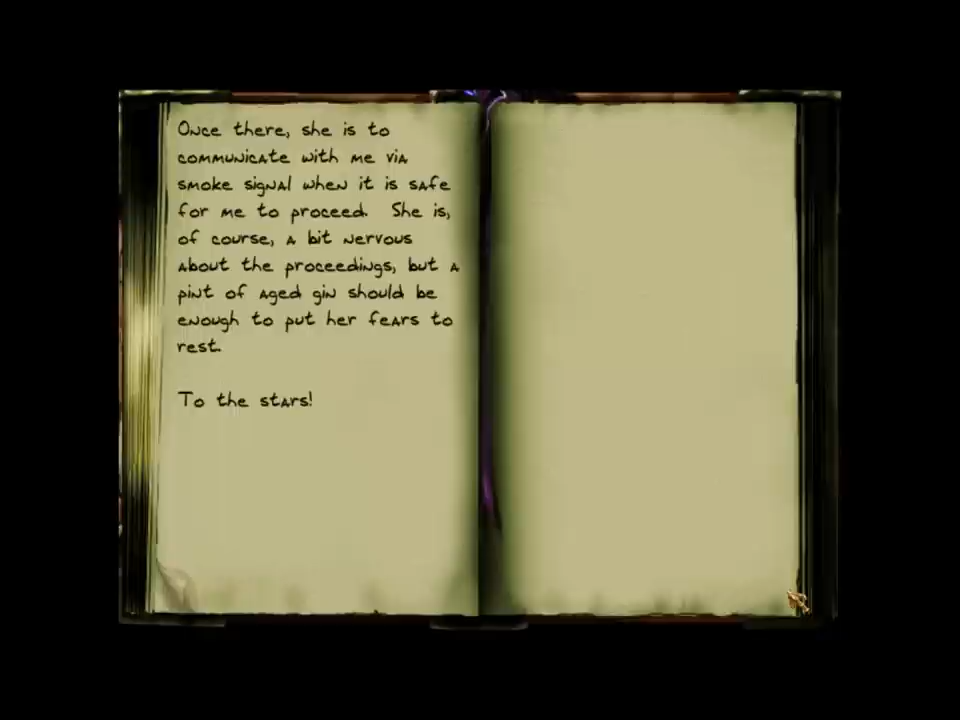 Once there, she is to
communicate with me via
smoke signal when it is safe
for me to proceed.  She is,
of course, a bit nervous
about the proceedings, but a
pint of aged gin should be
enough to put her fears to
rest.

To the stars!